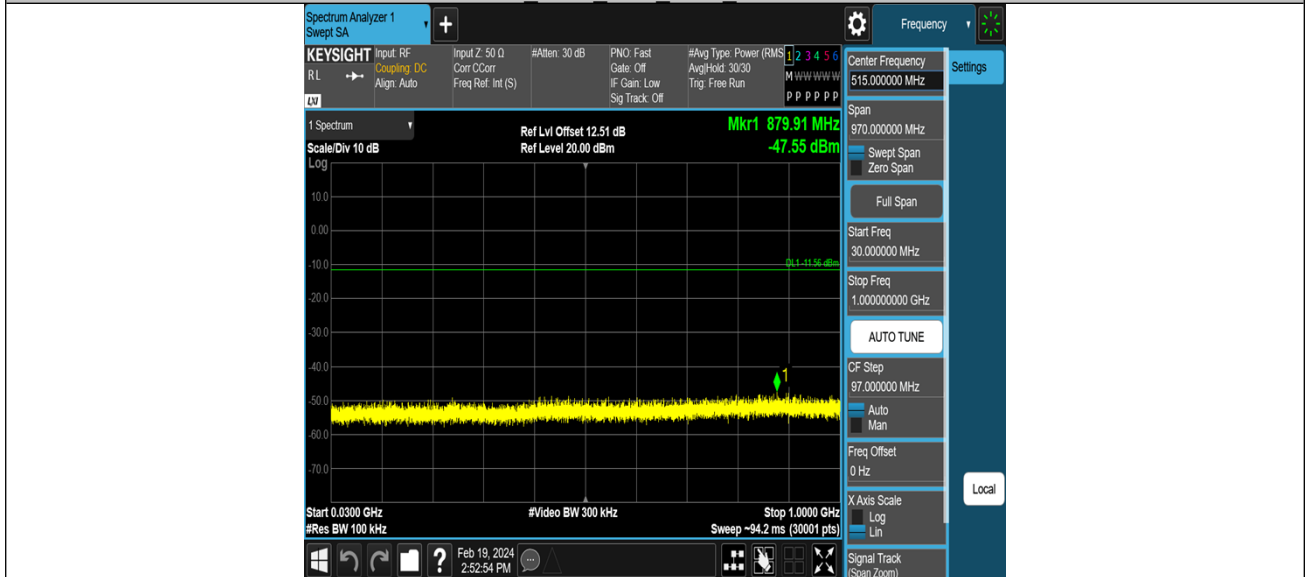 Spectrum Analyzer 1
Swept SA
Frequency
KEYSIGHT
RL
LXI
Input: RF
Coupling: DC
Align: Auto
Input Z: 50 Ω
Corr CCorr
Freq Ref: Int (S)
#Atten: 30 dB
PNO: Fast
Gate: Off
IF Gain: Low
Sig Track: Off
#Avg Type: Power (RMS
Avg|Hold: 30/30
Trig: Free Run
1 2 3 4 5 6
M W W W W W
P P P P P P
Center Frequency
515.000000 MHz
Settings
1 Spectrum
Scale/Div 10 dB
Ref Lvl Offset 12.51 dB
Ref Level 20.00 dBm
Mkr1 879.91 MHz
-47.55 dBm
Log
10.0
0.00
-10.0
-20.0
-30.0
-40.0
-50.0
-60.0
-70.0
DL1 -11.56 dBm
1
Start 0.0300 GHz
#Res BW 100 kHz
#Video BW 300 kHz
Stop 1.0000 GHz
Sweep ~94.2 ms (30001 pts)
Span
970.000000 MHz
Swept Span
Zero Span
Full Span
Start Freq
30.000000 MHz
Stop Freq
1.000000000 GHz
AUTO TUNE
CF Step
97.000000 MHz
Auto
Man
Freq Offset
0 Hz
X Axis Scale
Log
Lin
Signal Track
(Span Zoom)
Local
?
Feb 19, 2024
2:52:54 PM